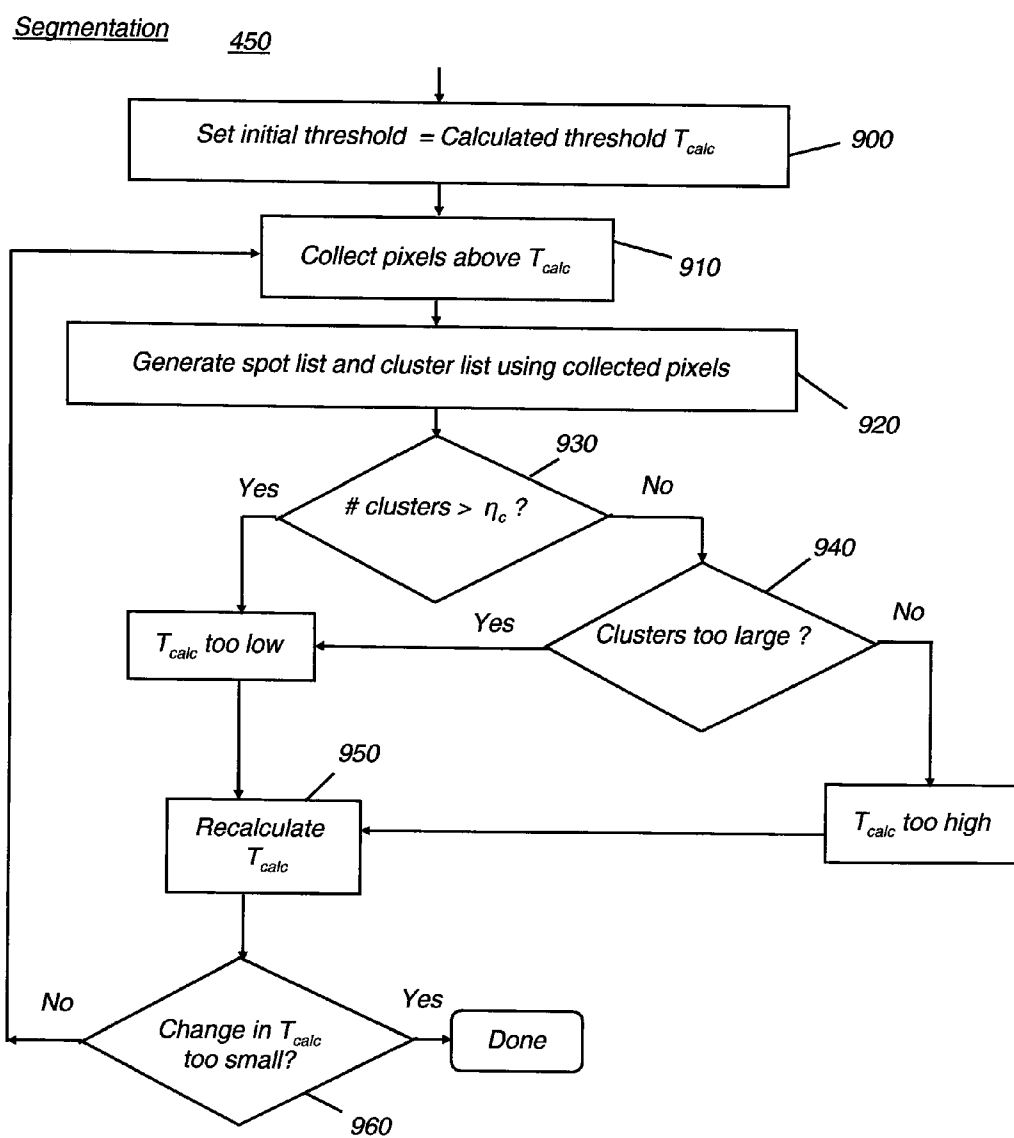 Segmentation
450
Set initial threshold = Calculated threshold T_calc
900
Collect pixels above T_calc
910
Generate spot list and cluster list using collected pixels
920
930
Yes
# clusters > η_c ?
No
940
T_calc too low
Yes
Clusters too large ?
No
950
Recalculate
T_calc
T_calc too high
No
Change in T_calc
too small?
Yes
Done
960